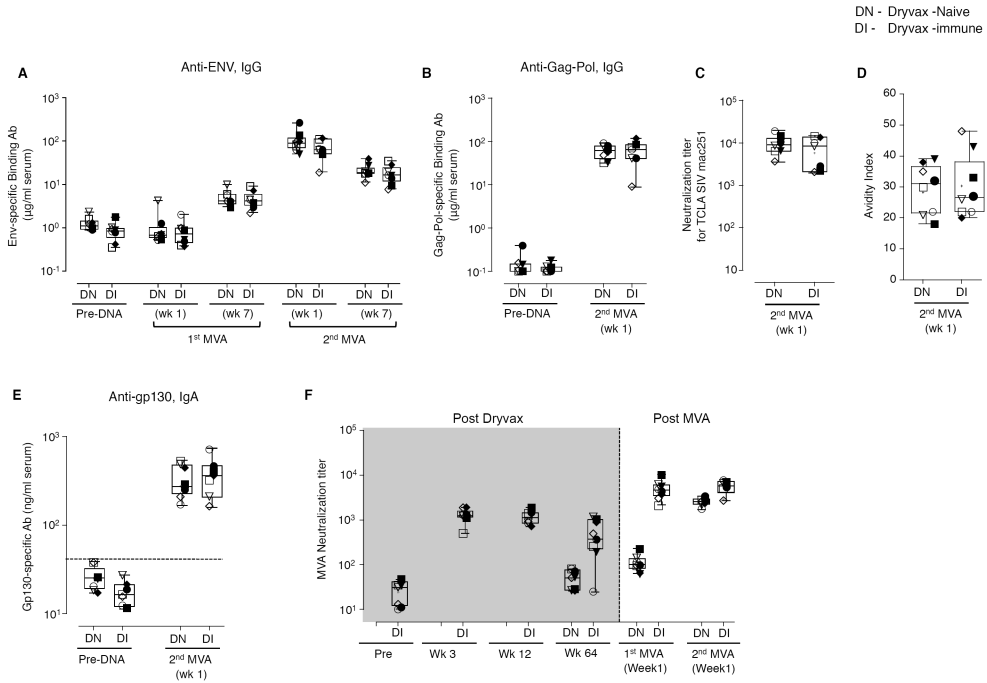 DN - Dryvax -Naive
DI - Dryvax -immune
A
Anti-ENV, IgG
Env-specific Binding Ab
(µg/ml serum)
10³
10²
10¹
10⁰
10⁻¹
DN DI DN DI DN DI DN DI DN DI
Pre-DNA (wk 1) (wk 7) (wk 1) (wk 7)
1st MVA 2nd MVA
B
Anti-Gag-Pol, IgG
Gag-Pol-specific Binding Ab
(µg/ml serum)
10³
10²
10¹
10⁰
10⁻¹
DN DI DN DI
Pre-DNA 2nd MVA
(wk 1)
C
Neutralization titer
for TCLA SIV mac251
10⁵
10⁴
10³
10²
10
DN DI
2nd MVA
(wk 1)
D
Avidity Index
60
50
40
30
20
10
0
DN DI
2nd MVA
(wk 1)
E
Anti-gp130, IgA
Gp130-specific Ab (ng/ml serum)
10³
10²
10¹
DN DI DN DI
Pre-DNA 2nd MVA
(wk 1)
F
Post Dryvax Post MVA
MVA Neutralization titer
10⁵
10⁴
10³
10²
10¹
DI DI DI DN DI DN DI DN DI
Pre Wk 3 Wk 12 Wk 64 1st MVA 2nd MVA
(Week1) (Week1)